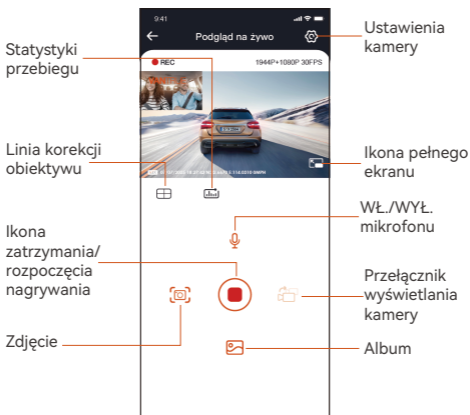 9:41
Podgląd na żywo
REC
1944P+1080P 30FPS
Statystyki
przebiegu
Linia korekcji
obiektywu
Ikona
zatrzymania/
rozpoczęcia
nagrywania
Zdjęcie
Ustawienia
kamery
Ikona pełnego
ekranu
WŁ./WYŁ.
mikrofonu
Przełącznik
wyświetlania
kamery
Album